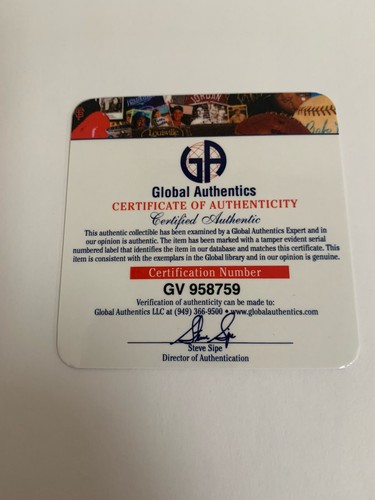 JORDAN
Louisville
GA
Global Authentics
CERTIFICATE OF AUTHENTICITY
Certified Authentic
This authentic collectible has been examined by a Global Authentics Expert and in
our opinion is authentic. The item has been marked with a tamper evident serial
numbered label that identifies the item in our database and matches this certificate. This
item is consistent with the exemplars in the Global library and in our opinion is genuine.
Certification Number
GV 958759
Verification of authenticity can be made to:
Global Authentics LLC at (949) 366-9500 • www.globalauthentics.com
Steve Sipe
Steve Sipe
Director of Authentication